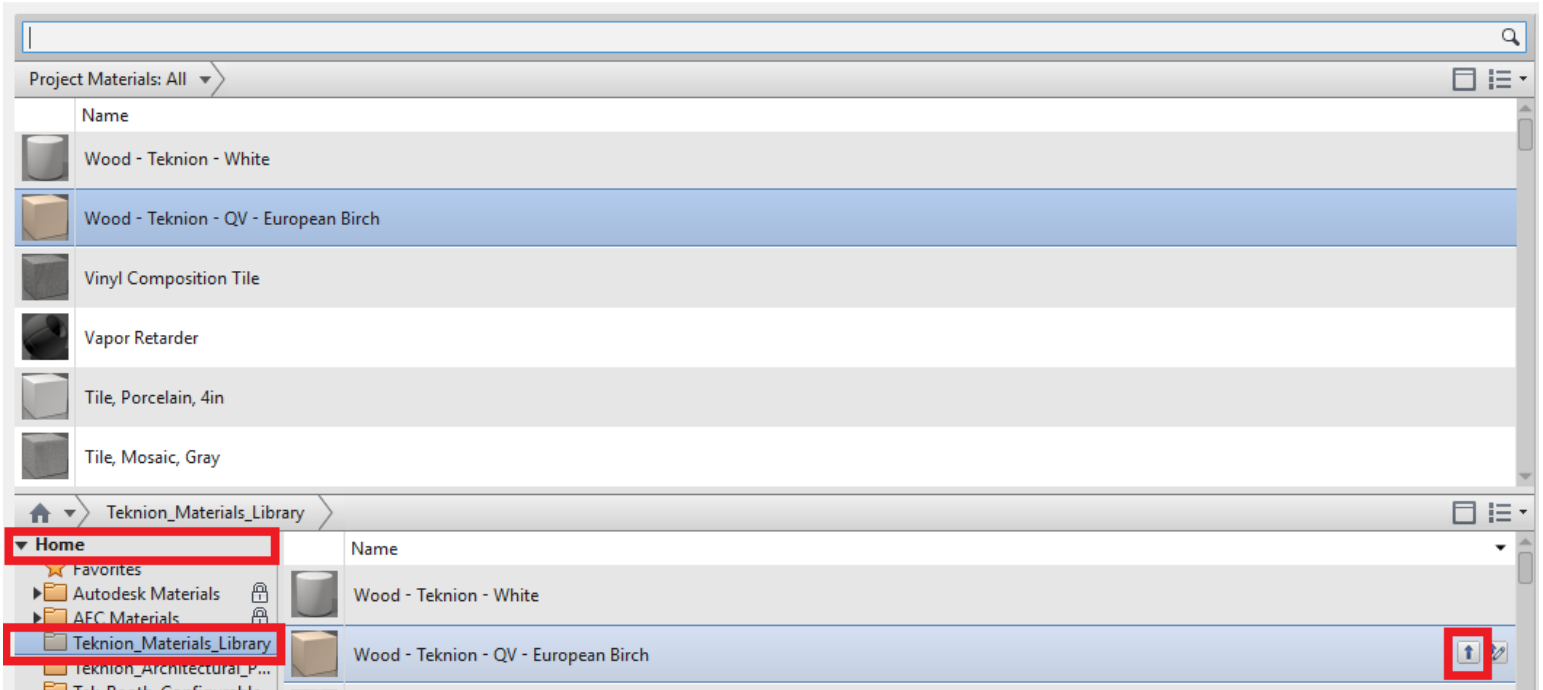 Project Materials: All
Name
Wood - Teknion - White
Wood - Teknion - QV - European Birch
Vinyl Composition Tile
Vapor Retarder
Tile, Porcelain, 4in
Tile, Mosaic, Gray
Teknion_Materials_Library
Home
Favorites
Autodesk Materials
AEC Materials
Teknion_Materials_Library
Teknion_Architectural_P...
Name
Wood - Teknion - White
Wood - Teknion - QV - European Birch